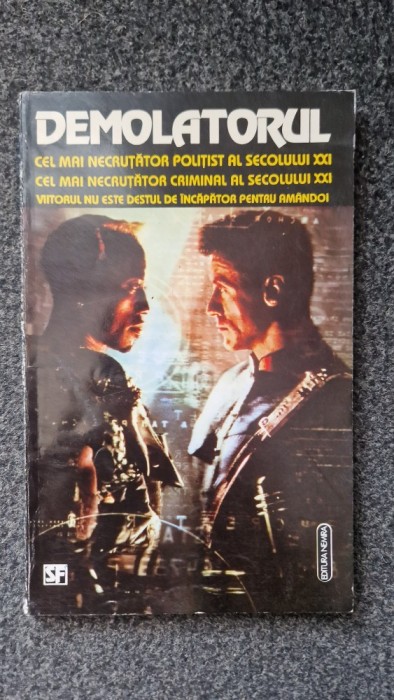 DEMOLATORUL
CEL MAI NECRUȚĂTOR POLIȚIST AL SECOLULUI XXI
CEL MAI NECRUȚĂTOR CRIMINAL AL SECOLULUI XXI
VIITORUL NU ESTE DESTUL DE ÎNCĂPĂTOR PENTRU AMÂNDOI
SF
EDITURA NEMIRA